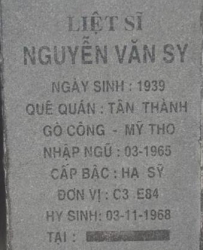 LIỆT SĨ
NGUYỄN VĂN SY
NGÀY SINH : 1939
QUÊ QUÁN : TÂN THÀNH
GÒ CÔNG - MỸ THO
NHẬP NGŨ : 03-1965
CẤP BẬC : HẠ SỸ
ĐƠN VỊ : C3 E84
HY SINH: 03-11-1968
TẠI :